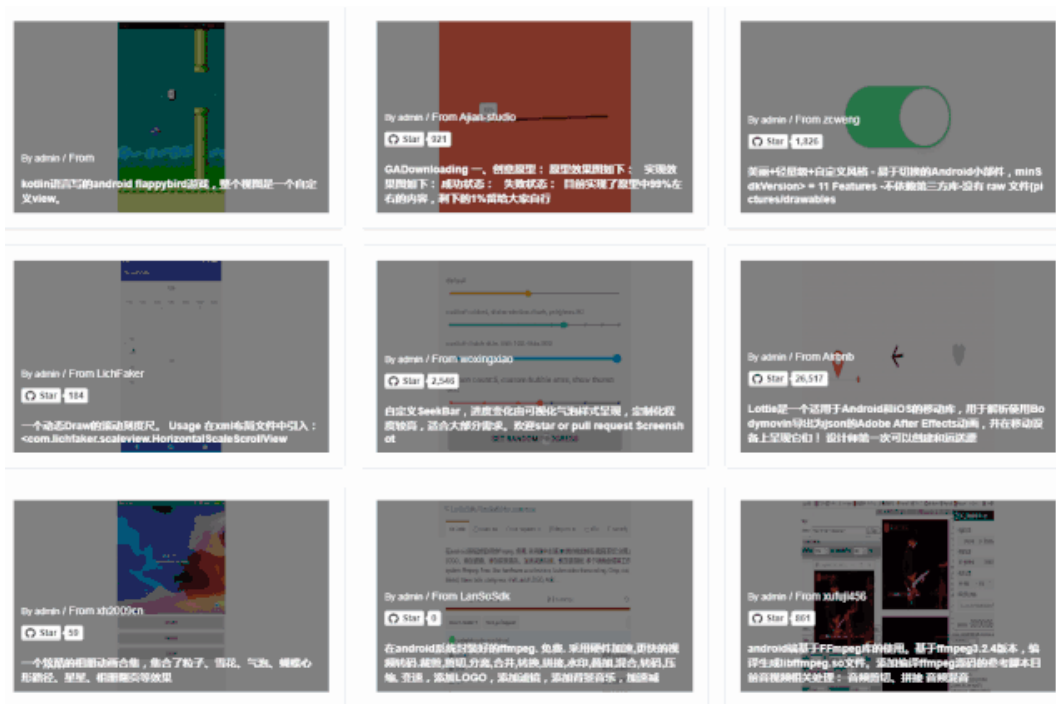 By admin / From
kotlin语言写的android flappybird游戏，整个视图是一个自定
义view。
By admin / From Ajian-studio
Star 921
GADownloading 一、创意原型： 原型效果图如下： 实现效
果图如下： 成功状态： 失败状态： 目前实现了原型中99%左
右的内容，剩下的1%留给大家自行
By admin / From zcweng
Star 1,826
美丽+轻量级+自定义风格 - 易于切换的Android小部件，minS
dkVersion> = 11 Features -不依赖第三方库-没有 raw 文件(pi
ctures/drawables
By admin / From LichFaker
Star 184
一个动态Draw的滚动刻度尺。 Usage 在xml布局文件中引入：
<com.lichfaker.scaleview.HorizontalScaleScrollView
By admin / From woxingxiao
Star 2,546
自定义SeekBar，进度变化由可视化气泡样式呈现，定制化程
度较高，适合大部分需求。欢迎star or pull request Screensh
ot
By admin / From Airbnb
Star 26,517
Lottie是一个适用于Android和iOS的移动库，用于解析使用Bo
dymovin导出为json的Adobe After Effects动画，并在移动设
备上呈现它们！ 设计师第一次可以创建和运送源
By admin / From xh2009cn
Star 59
一个炫酷的相册动画合集，集合了粒子、雪花、气泡、蝴蝶心
形路径、星星、相册翻页等效果
By admin / From LanSoSdk
Star 0
在android系统封装好的ffmpeg. 免费. 采用硬件加速,更快的视
频转码,裁剪,剪切,分离,合并,转换,拼接,水印,叠加,混合,转码,压
缩, 变速，添加LOGO，添加滤镜，添加背景音乐，加速减
By admin / From xufuji456
Star 861
android端基于FFmpeg库的使用。基于ffmpeg3.2.4版本，编
译生成libffmpeg.so文件。添加编译ffmpeg源码的参考脚本目
前音视频相关处理： 音频剪切、拼接 音频混音